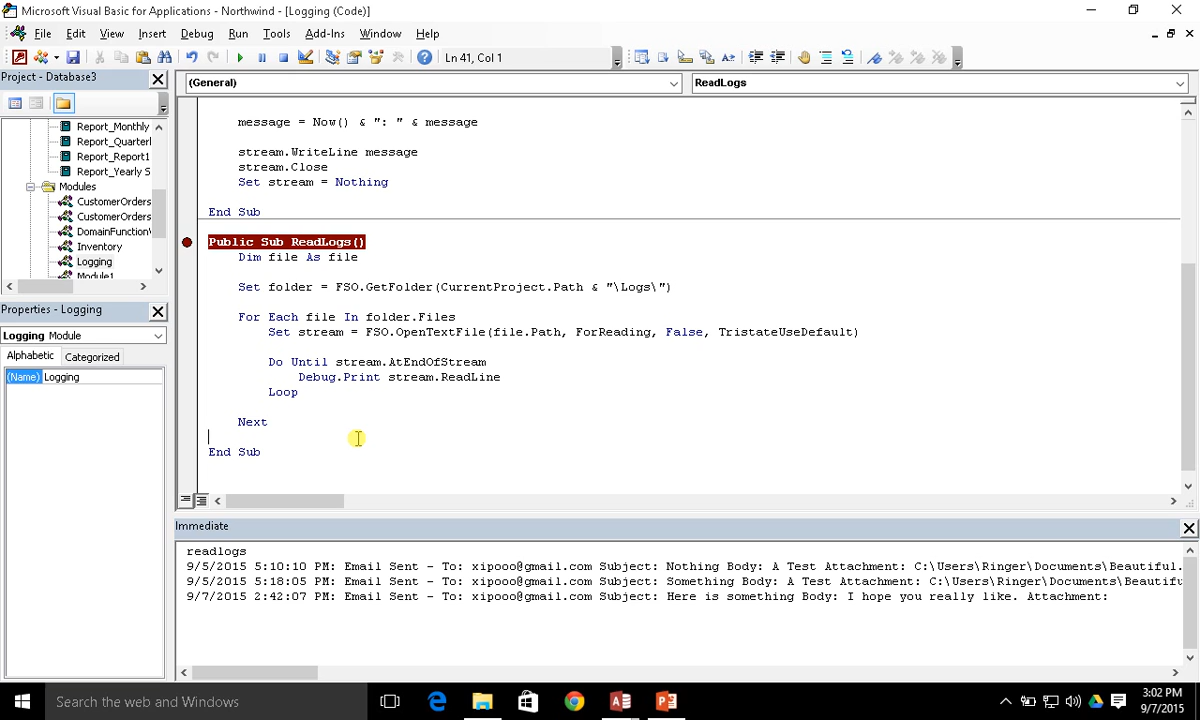 Microsoft Visual Basic for Applications - Northwind - [Logging (Code)]
File Edit View Insert Debug Run Tools Add-Ins Window Help
Ln 41, Col 1
Project - Database3
(General)
ReadLogs
Report_Monthly
Report_Quarterl
Report_Report1
Report_Yearly S
Modules
CustomerOrders
CustomerOrders
DomainFunction
Inventory
Logging
Module1
Properties - Logging
Logging Module
Alphabetic Categorized
(Name) Logging
message = Now() & ": " & message
stream.WriteLine message
stream.Close
Set stream = Nothing
End Sub
Public Sub ReadLogs()
Dim file As file
Set folder = FSO.GetFolder(CurrentProject.Path & "\Logs\")
For Each file In folder.Files
Set stream = FSO.OpenTextFile(file.Path, ForReading, False, TristateUseDefault)
Do Until stream.AtEndOfStream
Debug.Print stream.ReadLine
Loop
Next
End Sub
Immediate
readlogs
9/5/2015 5:10:10 PM: Email Sent - To: xipooo@gmail.com Subject: Nothing Body: A Test Attachment: C:\Users\Ringer\Documents\Beautiful.
9/5/2015 5:18:05 PM: Email Sent - To: xipooo@gmail.com Subject: Something Body: A Test Attachment: C:\Users\Ringer\Documents\Beautifu
9/7/2015 2:42:07 PM: Email Sent - To: xipooo@gmail.com Subject: Here is something Body: I hope you really like. Attachment:
Search the web and Windows
3:02 PM
9/7/2015